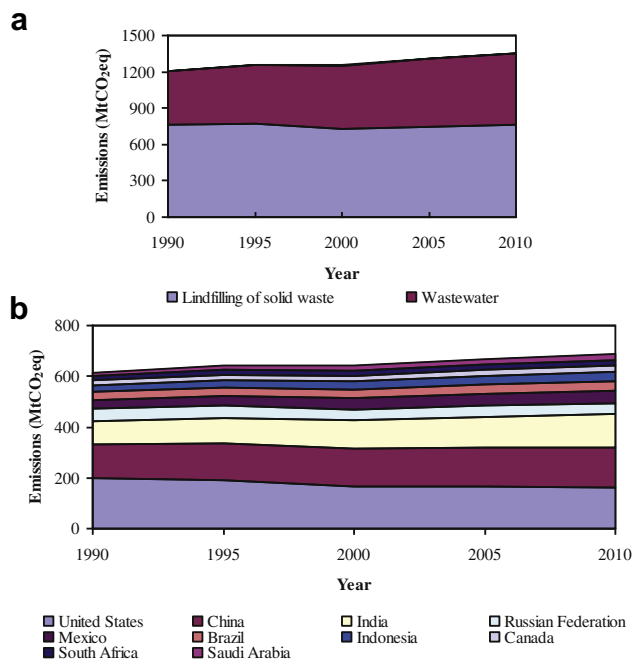 a
Emissions (MtCO₂eq)
1500
1200
900
600
300
0
1990 1995 2000 2005 2010
Year
Lindfilling of solid waste Wastewater
b
Emissions (MtCO₂eq)
800
600
400
200
0
1990 1995 2000 2005 2010
Year
United States China India Russian Federation
Mexico Brazil Indonesia Canada
South Africa Saudi Arabia